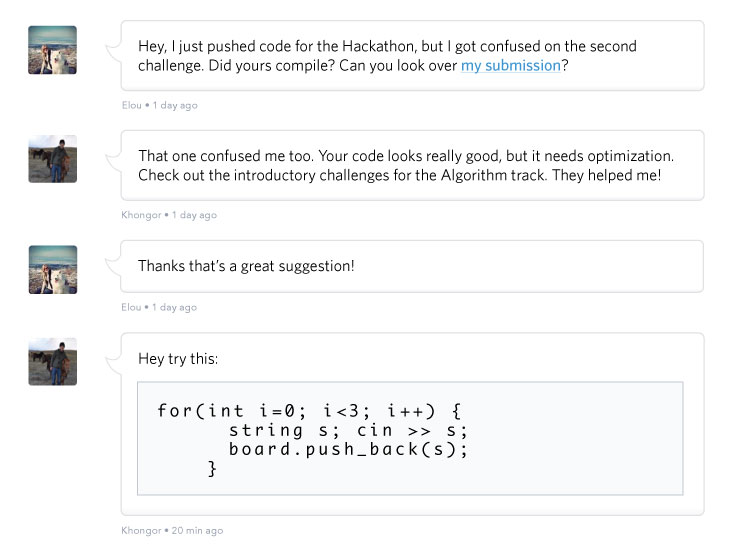 Hey, I just pushed code for the Hackathon, but I got confused on the second
challenge. Did yours compile? Can you look over my submission?
Elou • 1 day ago
That one confused me too. Your code looks really good, but it needs optimization.
Check out the introductory challenges for the Algorithm track. They helped me!
Khongor • 1 day ago
Thanks that's a great suggestion!
Elou • 1 day ago
Hey try this:
for(int i=0; i<3; i++) {
string s; cin >> s;
board.push_back(s);
}
Khongor • 20 min ago